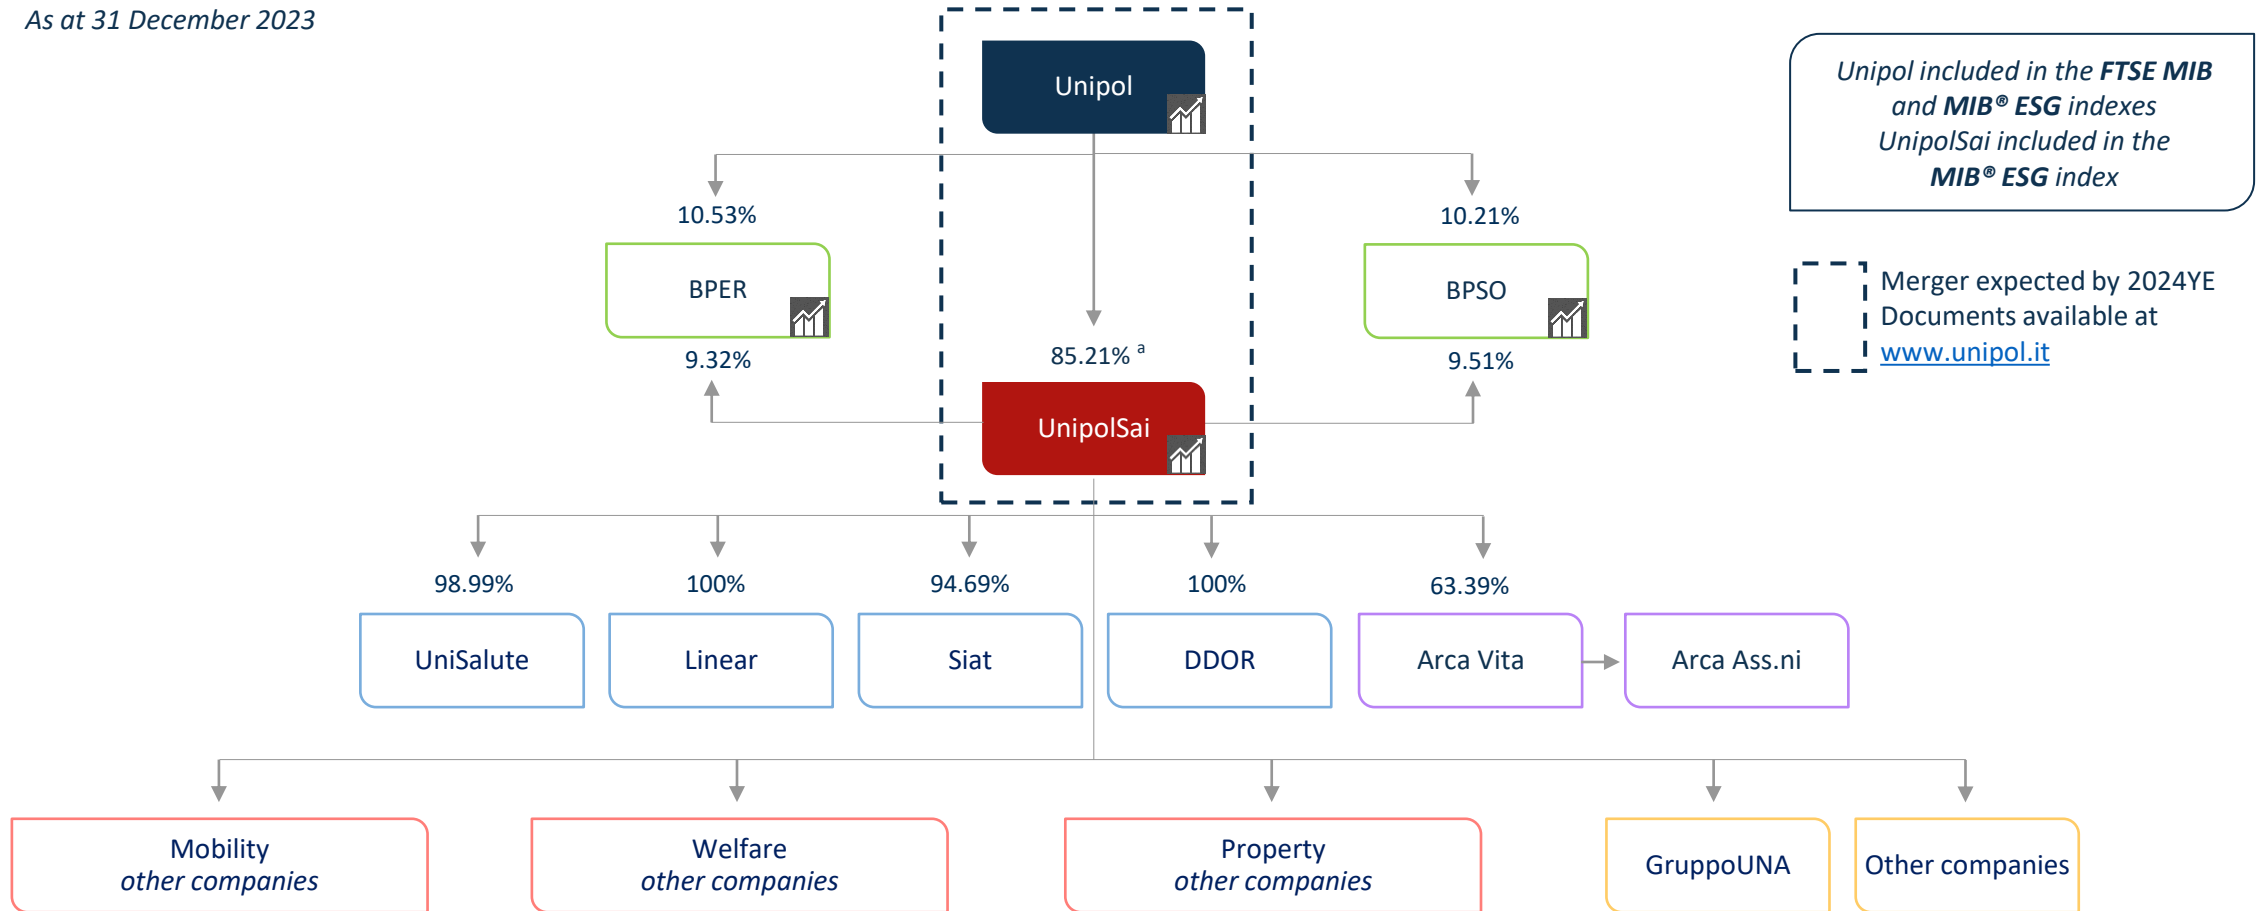 As at 31 December 2023
Unipol
Unipol included in the FTSE MIB
and MIB® ESG indexes
UnipolSai included in the
MIB® ESG index
10.53%
10.21%
BPER
BPSO
Merger expected by 2024YE
Documents available at
www.unipol.it
9.32%
85.21% a
9.51%
UnipolSai
98.99%
100%
94.69%
100%
63.39%
UniSalute
Linear
Siat
DDOR
Arca Vita
Arca Ass.ni
Mobility
other companies
Welfare
other companies
Property
other companies
GruppoUNA
Other companies